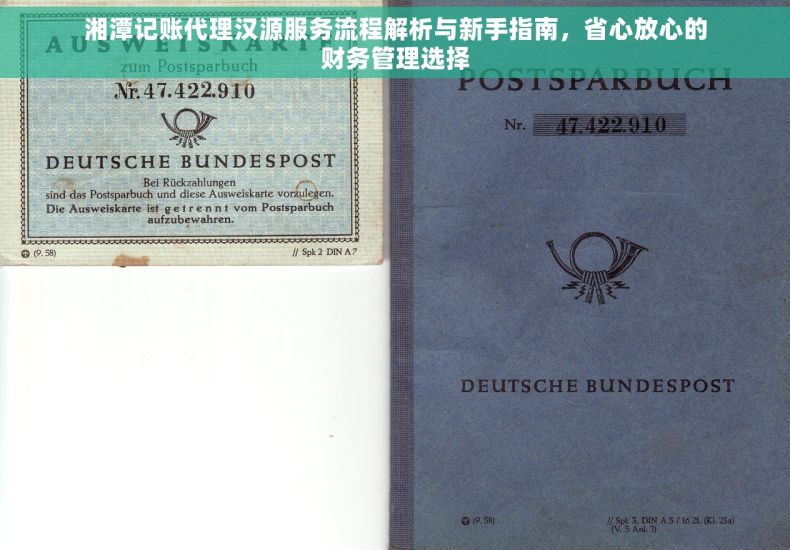 湘潭记账代理汉源服务流程解析与新手指南，省心放心的
财务管理选择
AUSWEISKARTE
zum Postsparbuch
Nr. 47.422.910
DEUTSCHE BUNDESPOST
Bei Rückzahlungen
sind das Postsparbuch und diese Ausweiskarte vorzulegen.
Die Ausweiskarte ist getrennt vom Postsparbuch
aufzubewahren.
(9. 58)
// Spk 2 DIN A 7
POSTSPARBUCH
Nr. 47.422.910
DEUTSCHE BUNDESPOST
(9. 58)
// Spk 3, DIN A 5 / 16 Bl. (Kl. 23a)
(V. 5 Anl. 2)